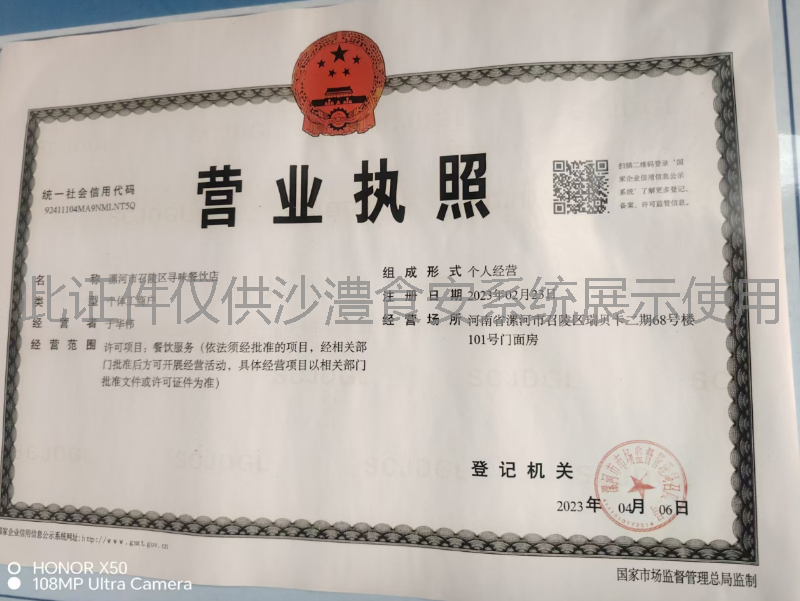 营业执照
统一社会信用代码
92411104MA9NMLNT5Q
扫描二维码登录“国
家企业信用信息公示
系统”了解更多登记、
备案、许可监管信息。
名称 漯河市召陵区寻味餐饮店
类型 个体工商户
经营者 于华伟
经营范围 许可项目：餐饮服务（依法须经批准的项目，经相关部
门批准后方可开展经营活动，具体经营项目以相关部门
批准文件或许可证件为准）
组成形式 个人经营
注册日期 2023年02月23日
经营场所 河南省漯河市召陵区瑞贝卡二期68号楼
101号门面房
此证件仅供沙澧食安系统展示使用
登记机关
2023年 04月 06日
国家企业信用信息公示系统网址:http://www.gsxt.gov.cn
国家市场监督管理总局监制
HONOR X50
108MP Ultra Camera